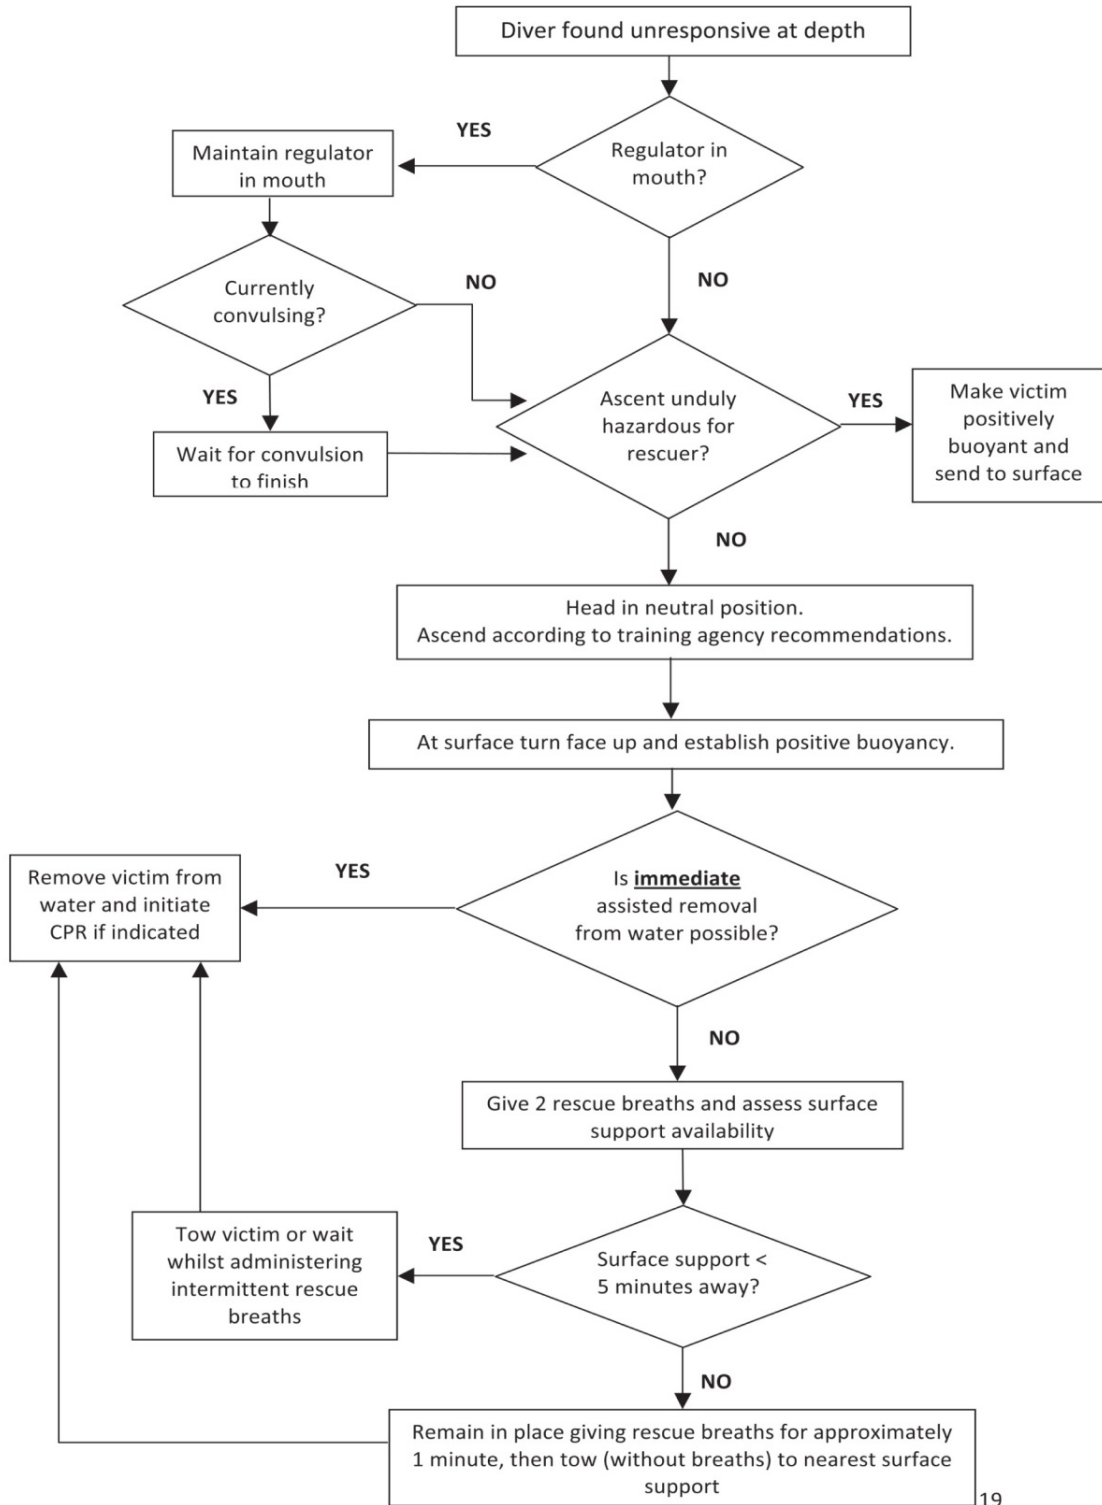 Diver found unresponsive at depth
YES
Regulator in
mouth?
Maintain regulator
in mouth
NO
Currently
convulsing?
NO
YES
Wait for convulsion
to finish
Ascent unduly
hazardous for
rescuer?
YES
Make victim
positively
buoyant and
send to surface
NO
Head in neutral position.
Ascend according to training agency recommendations.
At surface turn face up and establish positive buoyancy.
Is immediate
assisted removal
from water possible?
YES
Remove victim from
water and initiate
CPR if indicated
NO
Give 2 rescue breaths and assess surface
support availability
Surface support <
5 minutes away?
YES
Tow victim or wait
whilst administering
intermittent rescue
breaths
NO
Remain in place giving rescue breaths for approximately
1 minute, then tow (without breaths) to nearest surface
support
19